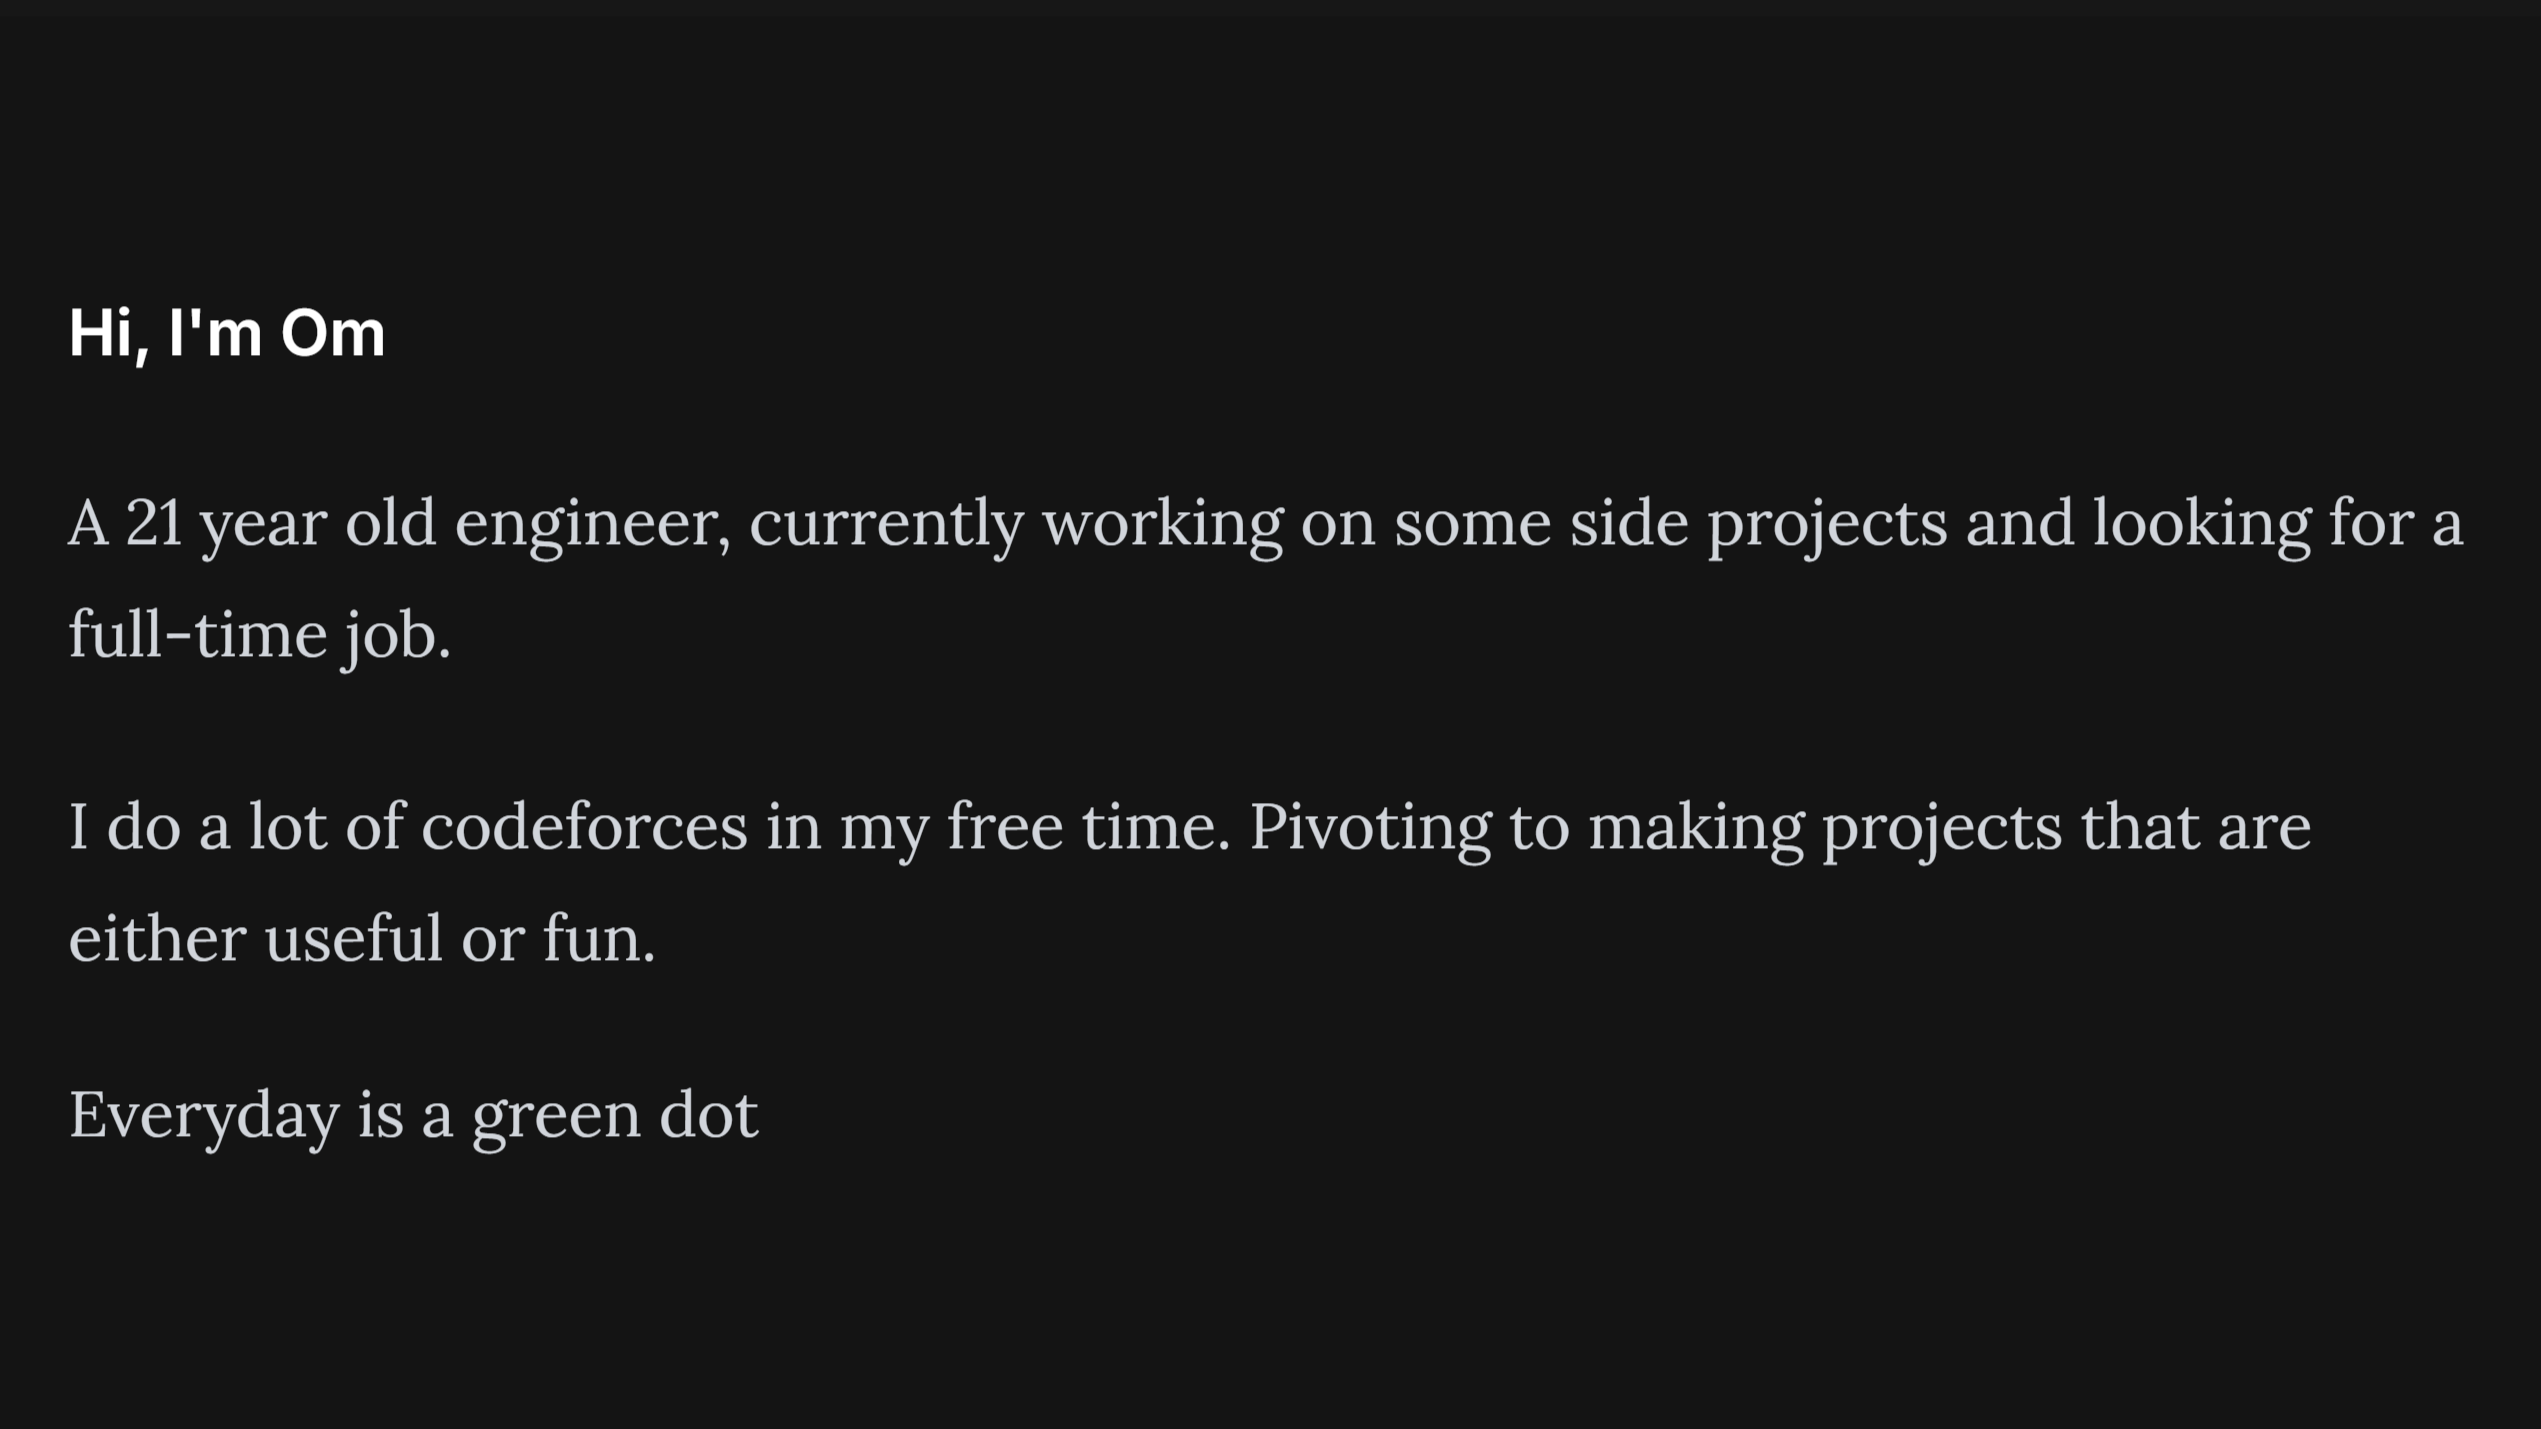 Hi, I'm Om
A 21 year old engineer, currently working on some side projects and looking for a
full-time job.
I do a lot of codeforces in my free time. Pivoting to making projects that are
either useful or fun.
Everyday is a green dot